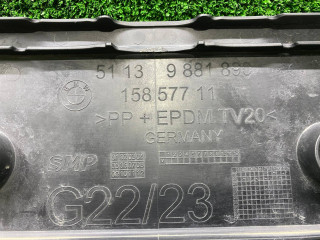 51 13
158 577 11
>PP + EPDM TV20<
GERMANY
SMP
G22/23